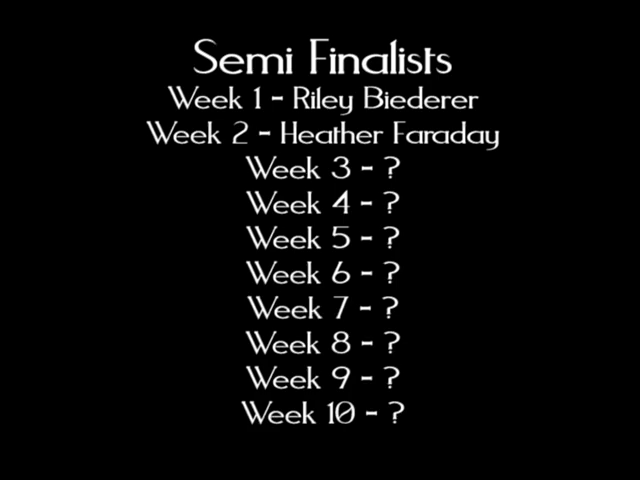 Semi Finalists
Week 1 - Riley Biederer
Week 2 - Heather Faraday
Week 3 - ?
Week 4 - ?
Week 5 - ?
Week 6 - ?
Week 7 - ?
Week 8 - ?
Week 9 - ?
Week 10 - ?